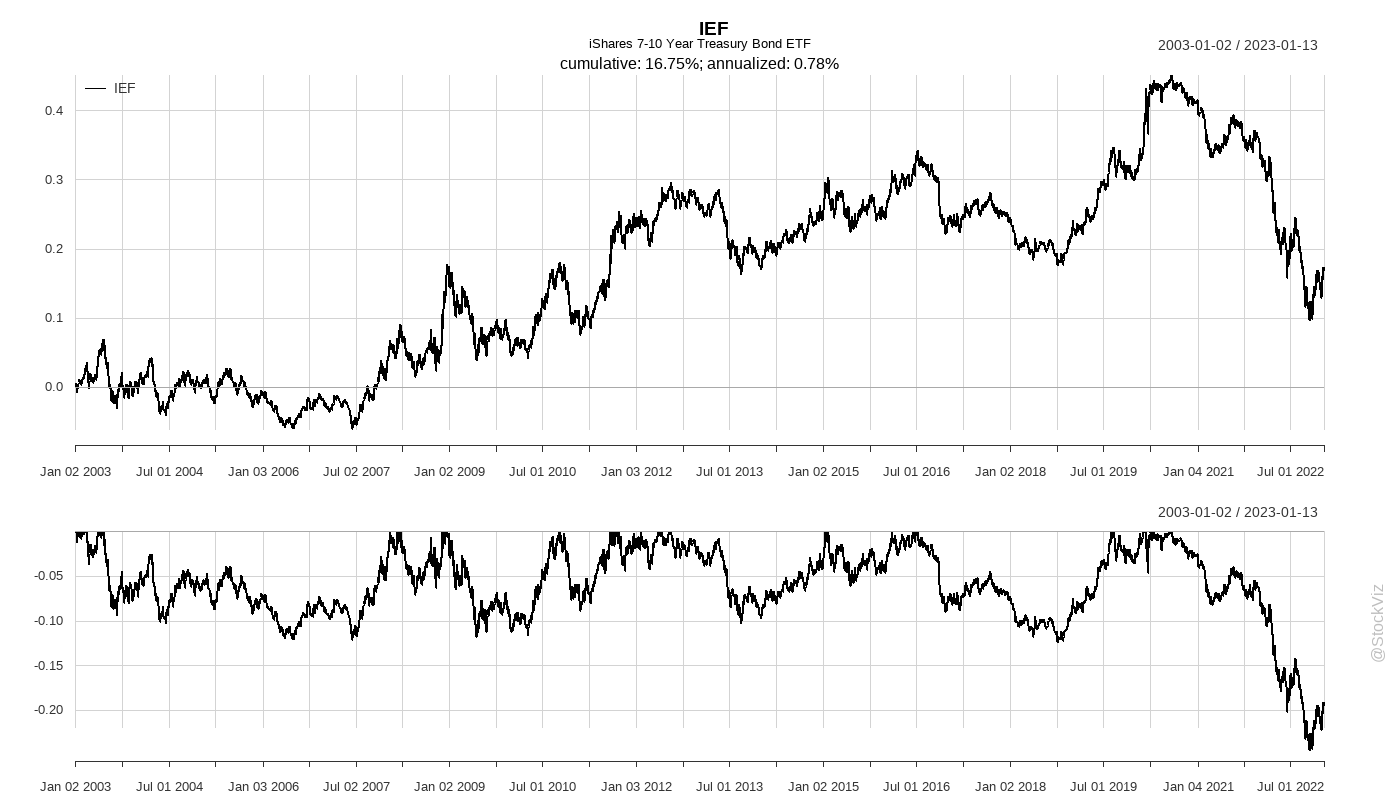 IEF
iShares 7-10 Year Treasury Bond ETF
2003-01-02 / 2023-01-13
cumulative: 16.75%; annualized: 0.78%
IEF
0.4
0.3
0.2
0.1
0.0
Jan 02 2003 Jul 01 2004 Jan 03 2006 Jul 02 2007 Jan 02 2009 Jul 01 2010 Jan 03 2012 Jul 01 2013 Jan 02 2015 Jul 01 2016 Jan 02 2018 Jul 01 2019 Jan 04 2021 Jul 01 2022
2003-01-02 / 2023-01-13
-0.05
-0.10
-0.15
-0.20
Jan 02 2003 Jul 01 2004 Jan 03 2006 Jul 02 2007 Jan 02 2009 Jul 01 2010 Jan 03 2012 Jul 01 2013 Jan 02 2015 Jul 01 2016 Jan 02 2018 Jul 01 2019 Jan 04 2021 Jul 01 2022
@StockViz